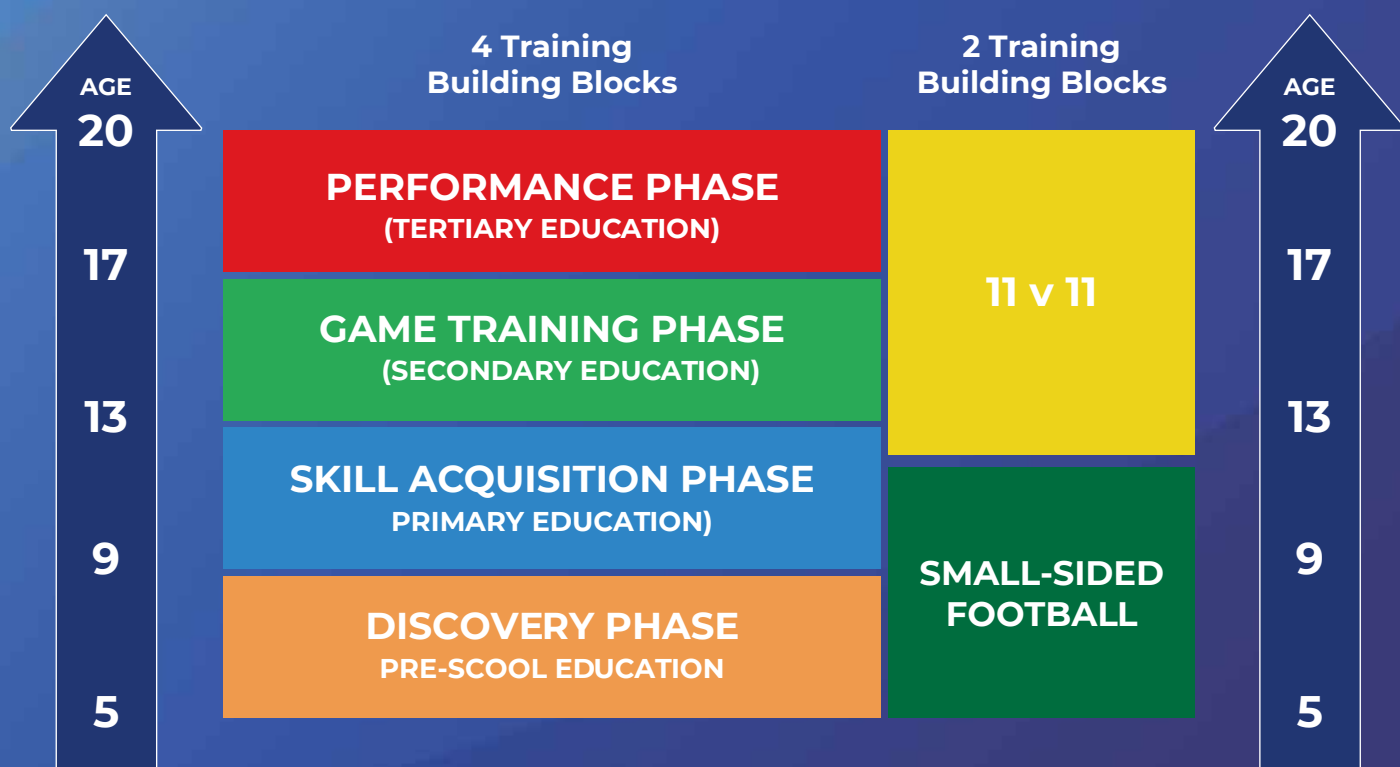 4 Training
Building Blocks
2 Training
Building Blocks
AGE
20
17
13
9
5
PERFORMANCE PHASE
(TERTIARY EDUCATION)
GAME TRAINING PHASE
(SECONDARY EDUCATION)
SKILL ACQUISITION PHASE
PRIMARY EDUCATION)
DISCOVERY PHASE
PRE-SCOOL EDUCATION
11 v 11
SMALL-SIDED
FOOTBALL
AGE
20
17
13
9
5